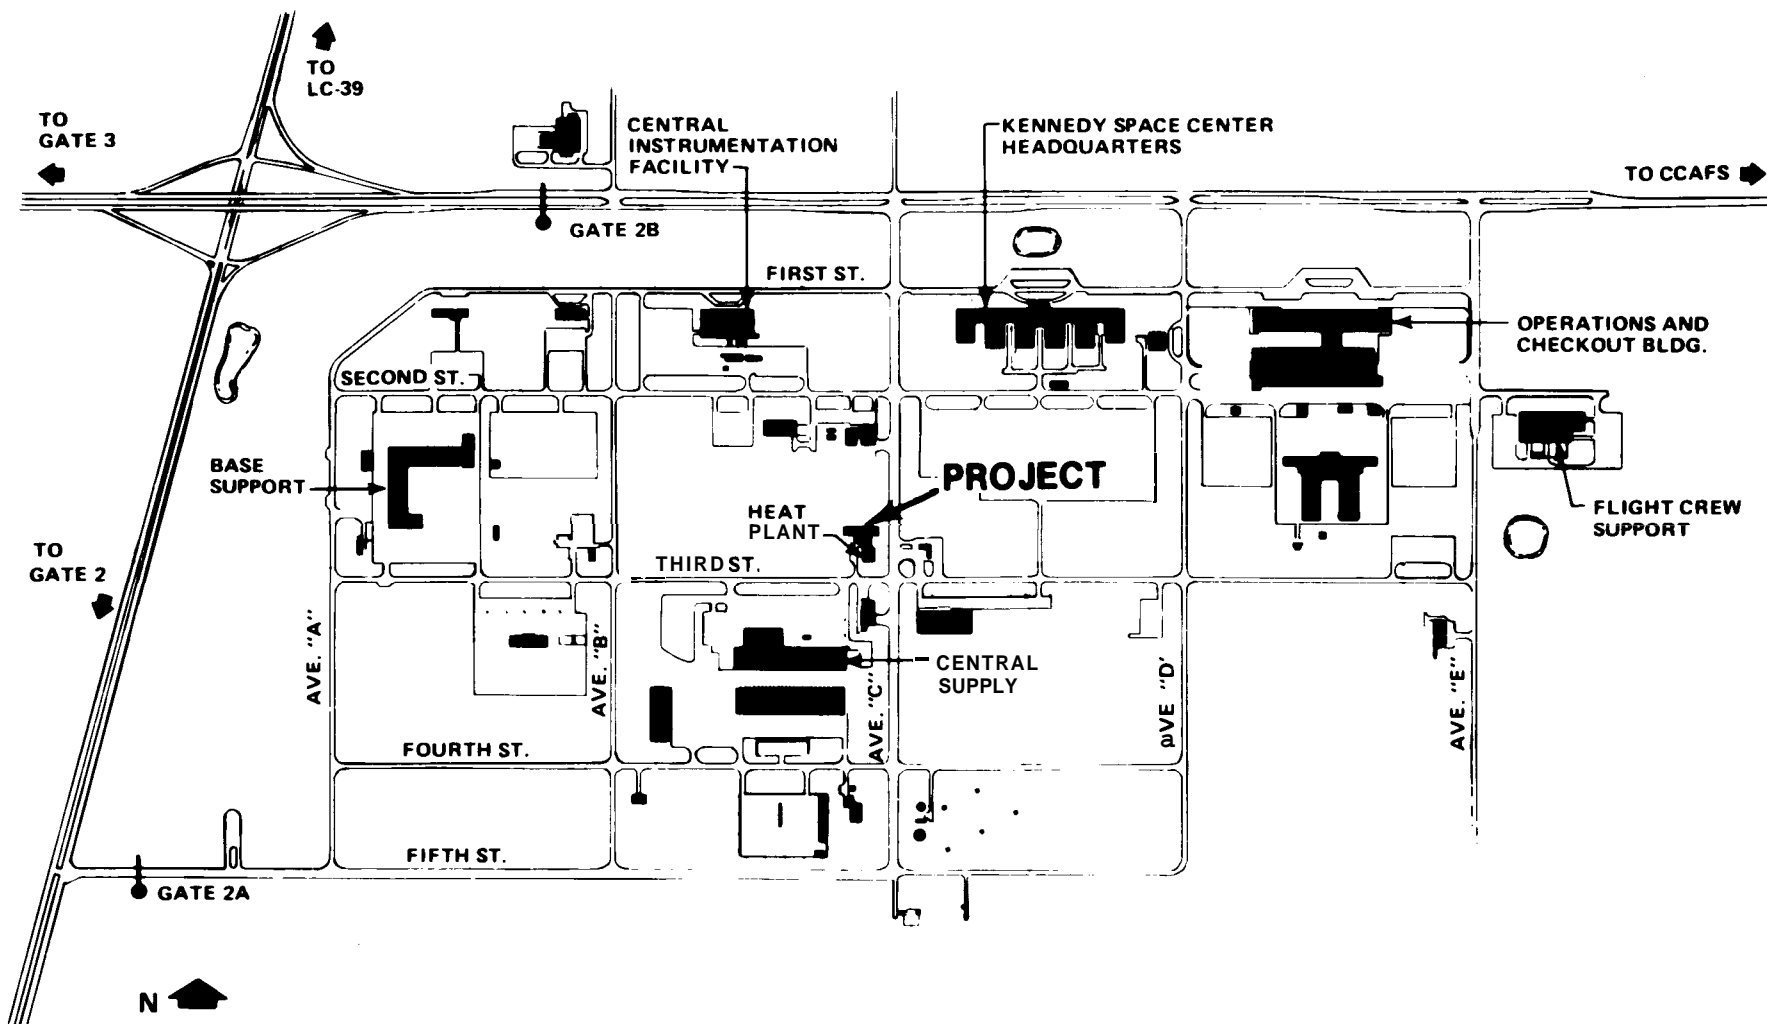 TO
LC-39
TO
GATE 3
CENTRAL
INSTRUMENTATION
FACILITY
KENNEDY SPACE CENTER
HEADQUARTERS
TO CCAFS
GATE 2B
FIRST ST.
OPERATIONS AND
CHECKOUT BLDG.
SECOND ST.
BASE
SUPPORT
PROJECT
HEAT
PLANT
FLIGHT CREW
SUPPORT
TO
GATE 2
THIRD ST.
AVE. "A"
AVE. "B"
AVE. "C"
@VE "D'
AVE. "E"
CENTRAL
SUPPLY
FOURTH ST.
FIFTH ST.
GATE 2A
N